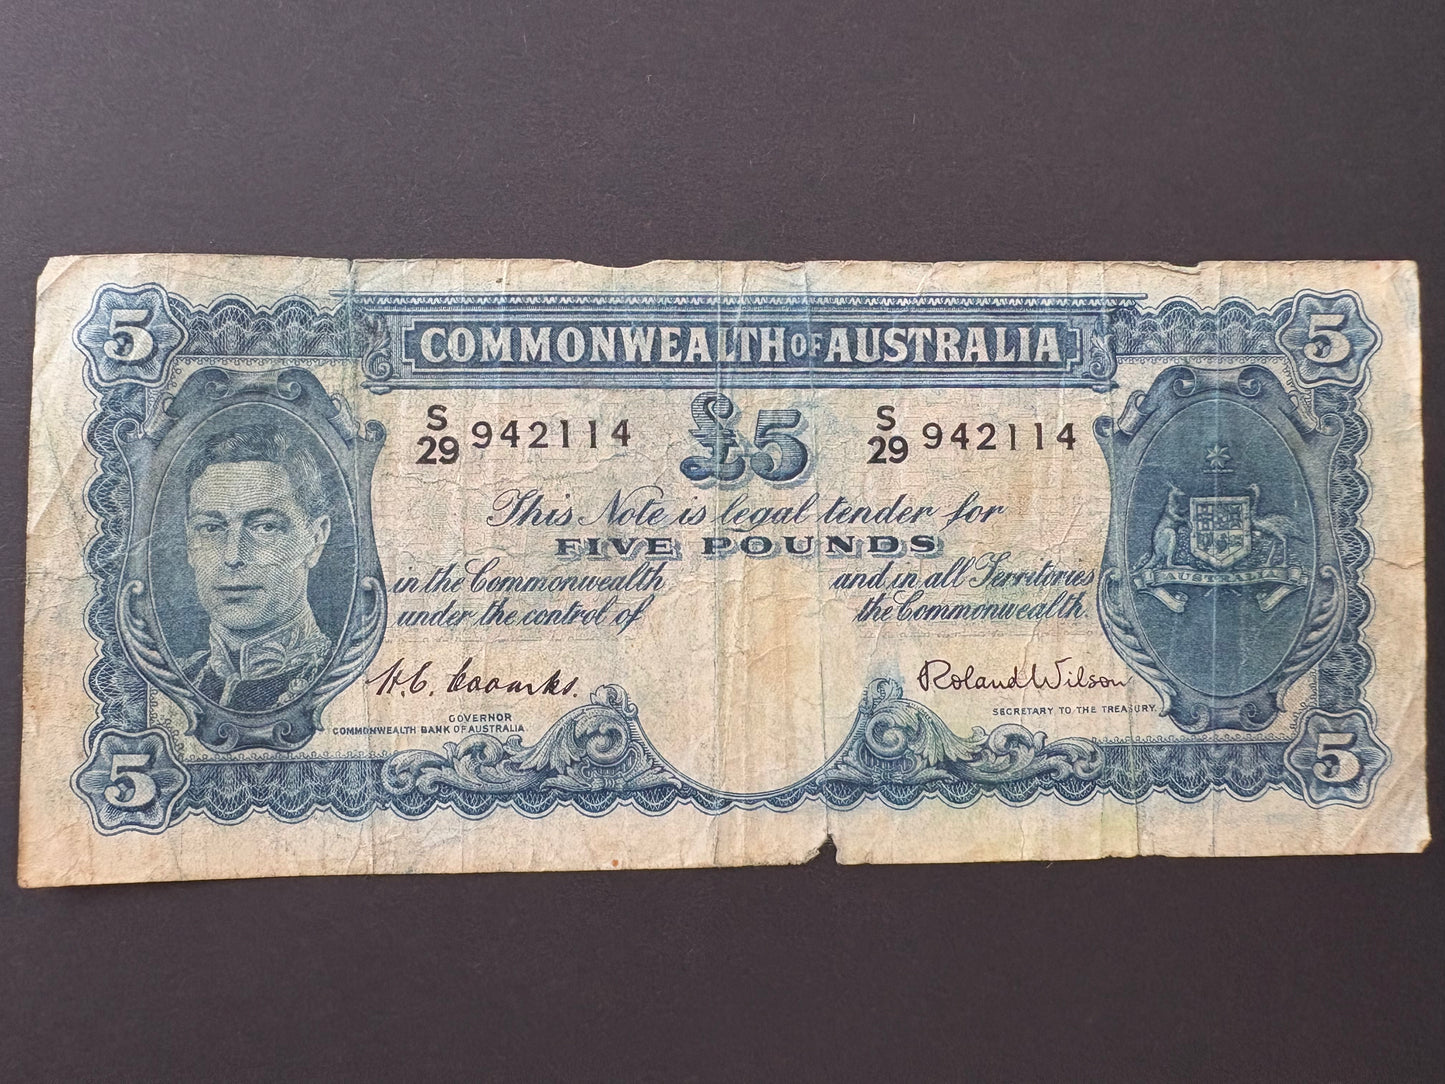 5 5
COMMONWEALTH OF AUSTRALIA
S/29 942114 £5 S/29 942114
This Note is legal tender for
FIVE POUNDS
in the Commonwealth and in all Territories
under the control of the Commonwealth.
H.C. Coombs. Roland Wilson
GOVERNOR
COMMONWEALTH BANK OF AUSTRALIA
SECRETARY TO THE TREASURY.
AUSTRALIA
5 5